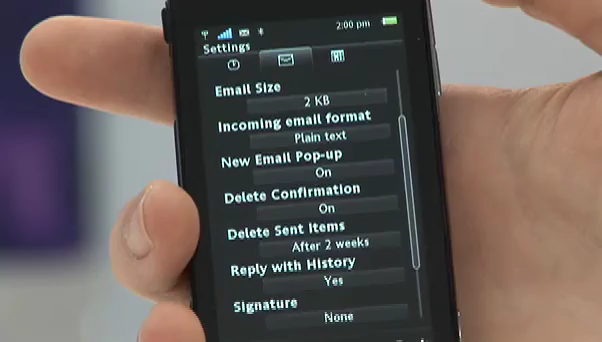 2:00 pm
Settings
Email Size
2 KB
Incoming email format
Plain text
New Email Pop-up
On
Delete Confirmation
On
Delete Sent Items
After 2 weeks
Reply with History
Yes
Signature
None